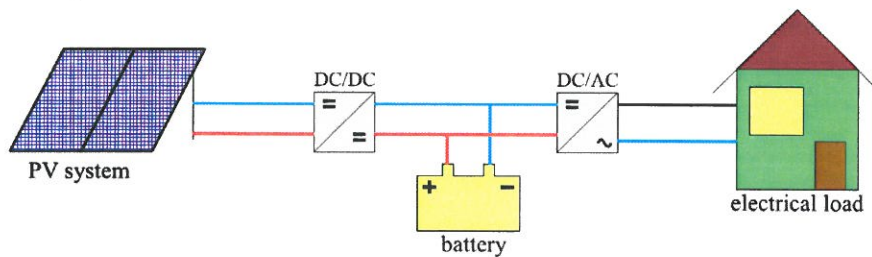 DC/DC
DC/AC
PV system
+ −
battery
electrical load